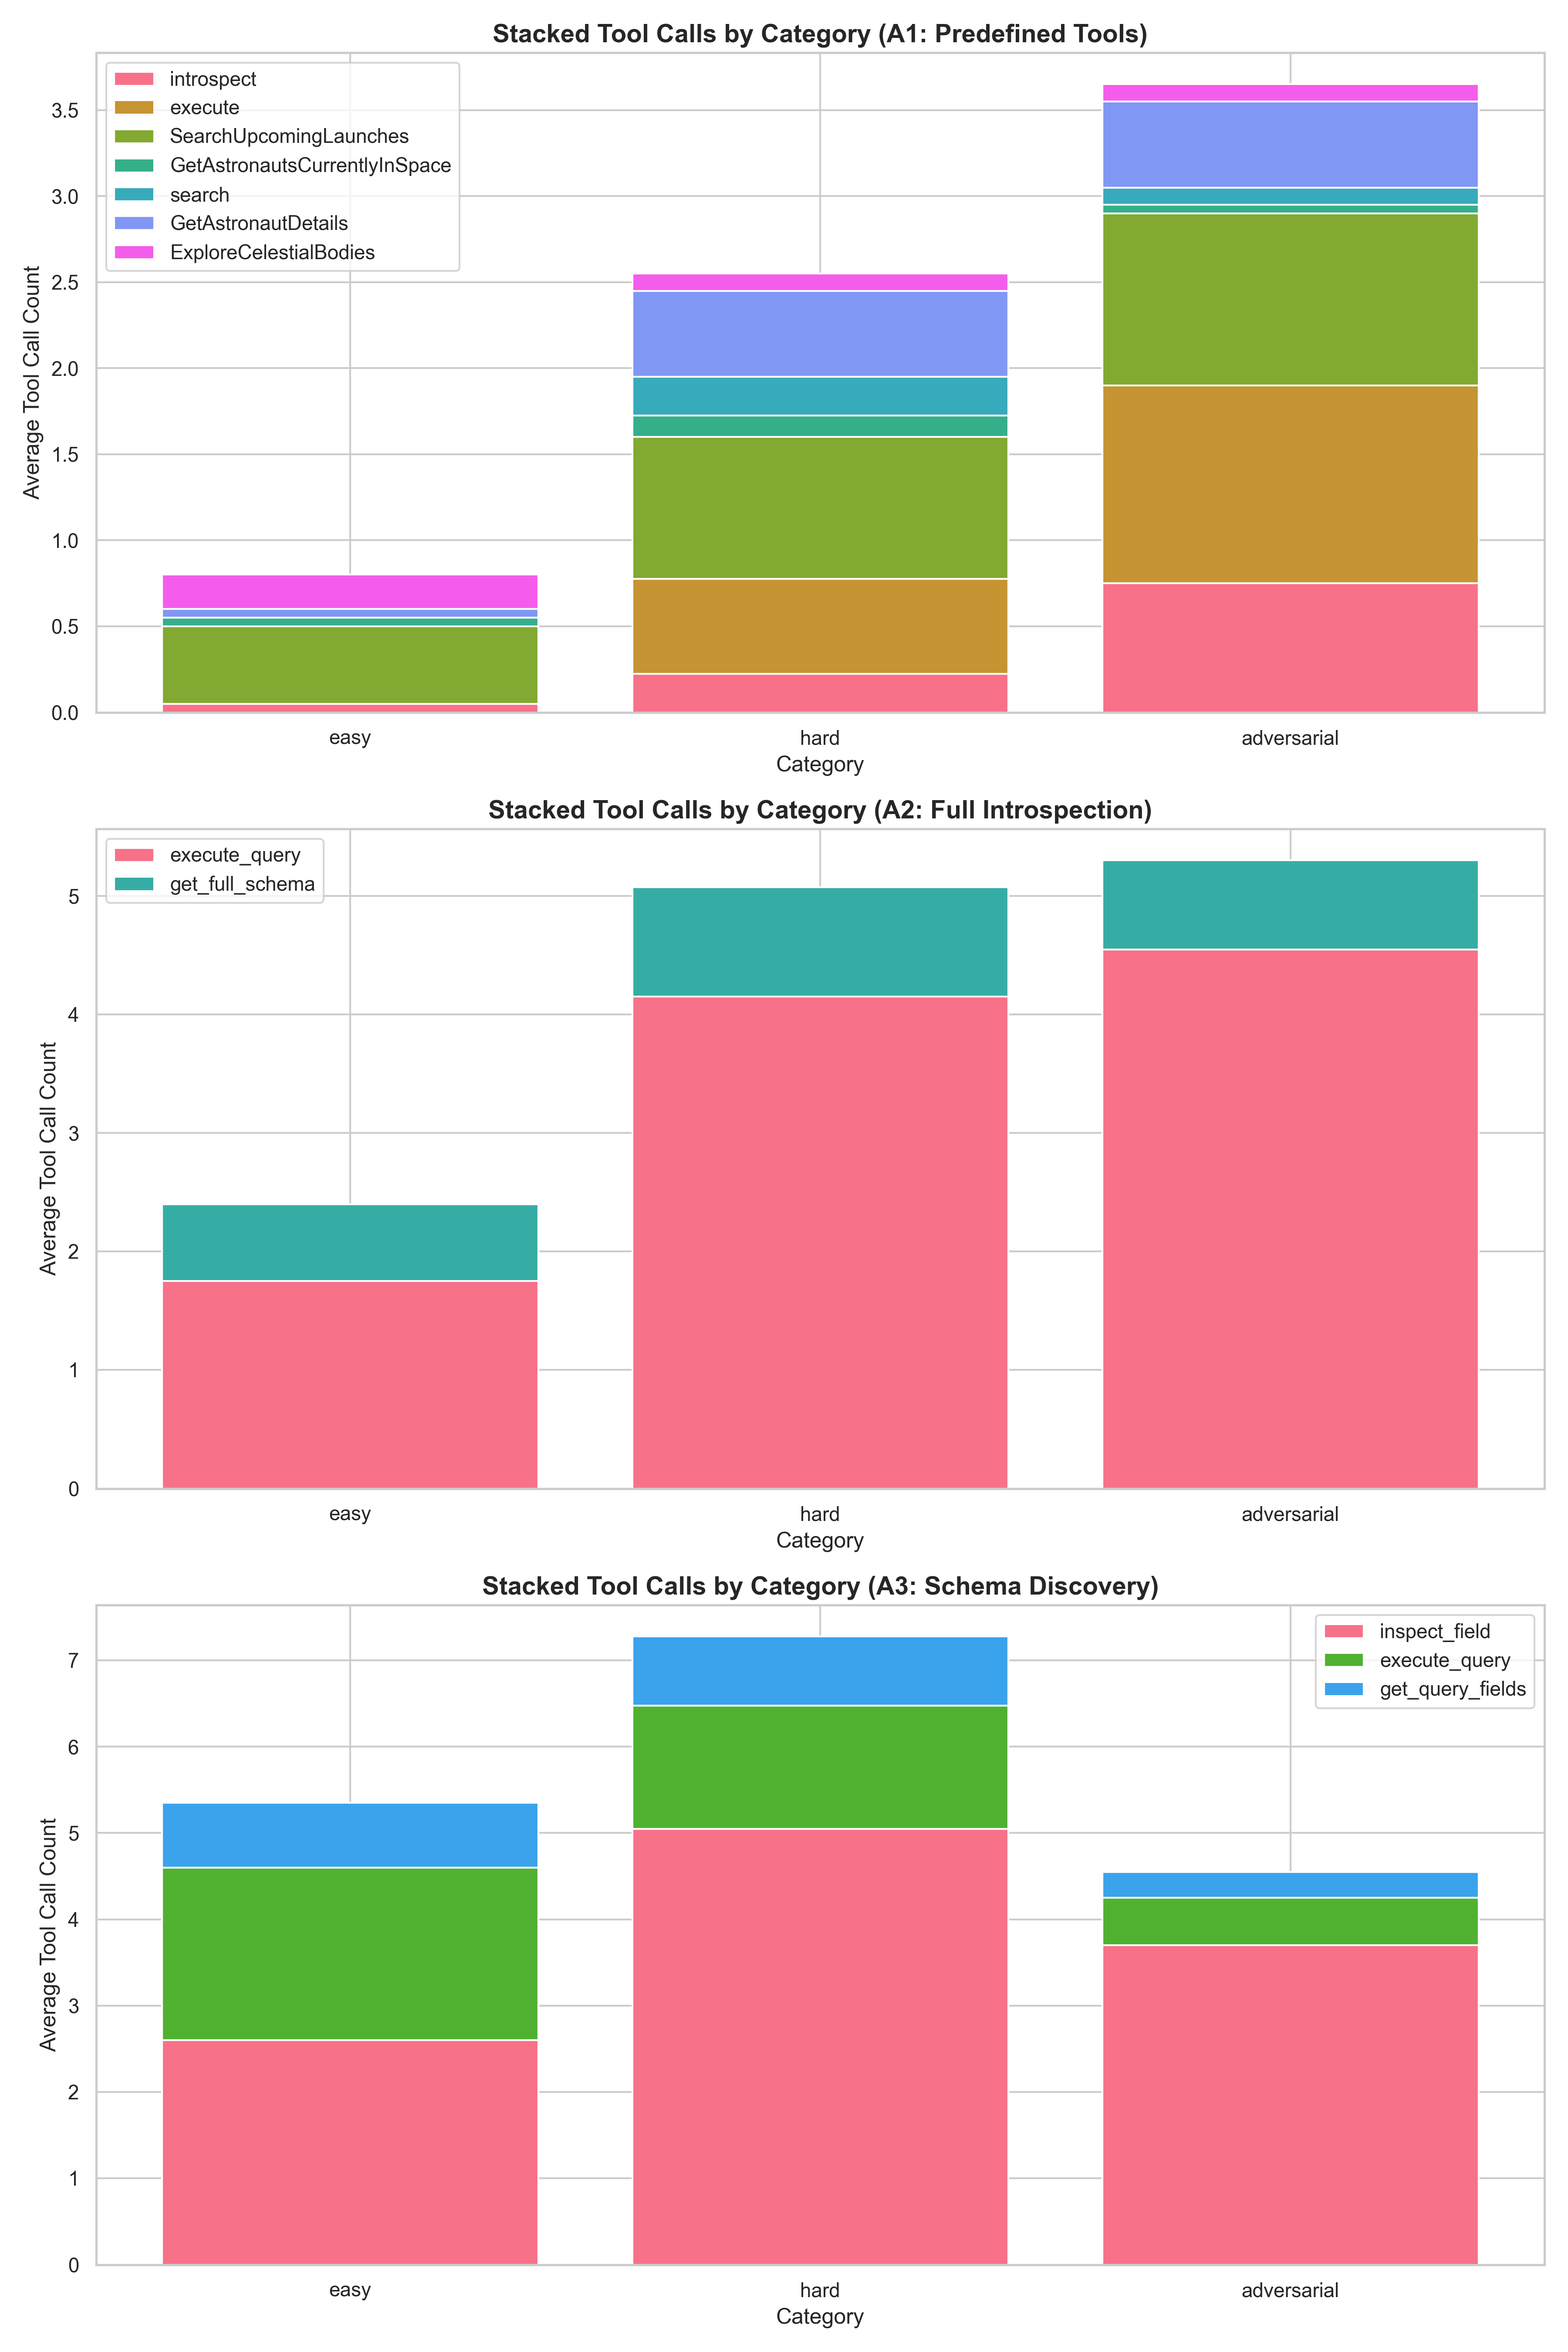 Stacked Tool Calls by Category (A1: Predefined Tools)
introspect
execute
SearchUpcomingLaunches
GetAstronautsCurrentlyInSpace
search
GetAstronautDetails
ExploreCelestialBodies
Average Tool Call Count
3.5
3.0
2.5
2.0
1.5
1.0
0.5
0.0
easy
hard
adversarial
Category
Stacked Tool Calls by Category (A2: Full Introspection)
execute_query
get_full_schema
Average Tool Call Count
5
4
3
2
1
0
easy
hard
adversarial
Category
Stacked Tool Calls by Category (A3: Schema Discovery)
inspect_field
execute_query
get_query_fields
Average Tool Call Count
7
6
5
4
3
2
1
0
easy
hard
adversarial
Category